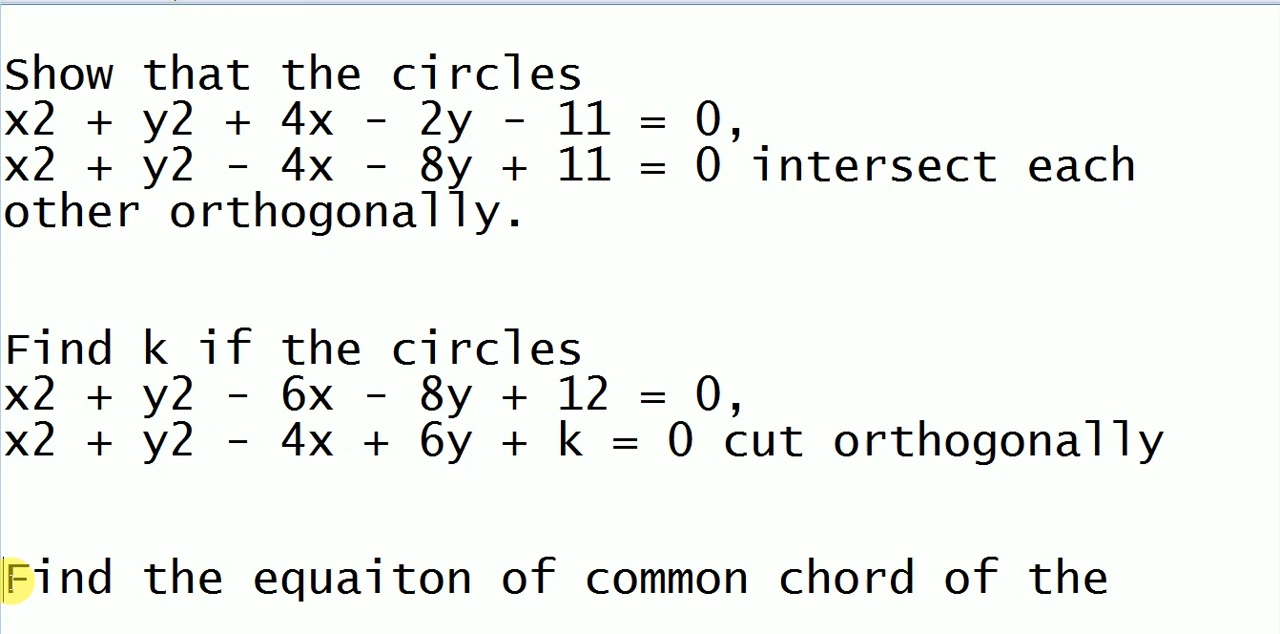 Show that the circles
x2 + y2 + 4x - 2y - 11 = 0,
x2 + y2 - 4x - 8y + 11 = 0 intersect each
other orthogonally.
Find k if the circles
x2 + y2 - 6x - 8y + 12 = 0,
x2 + y2 - 4x + 6y + k = 0 cut orthogonally
Find the equaiton of common chord of the